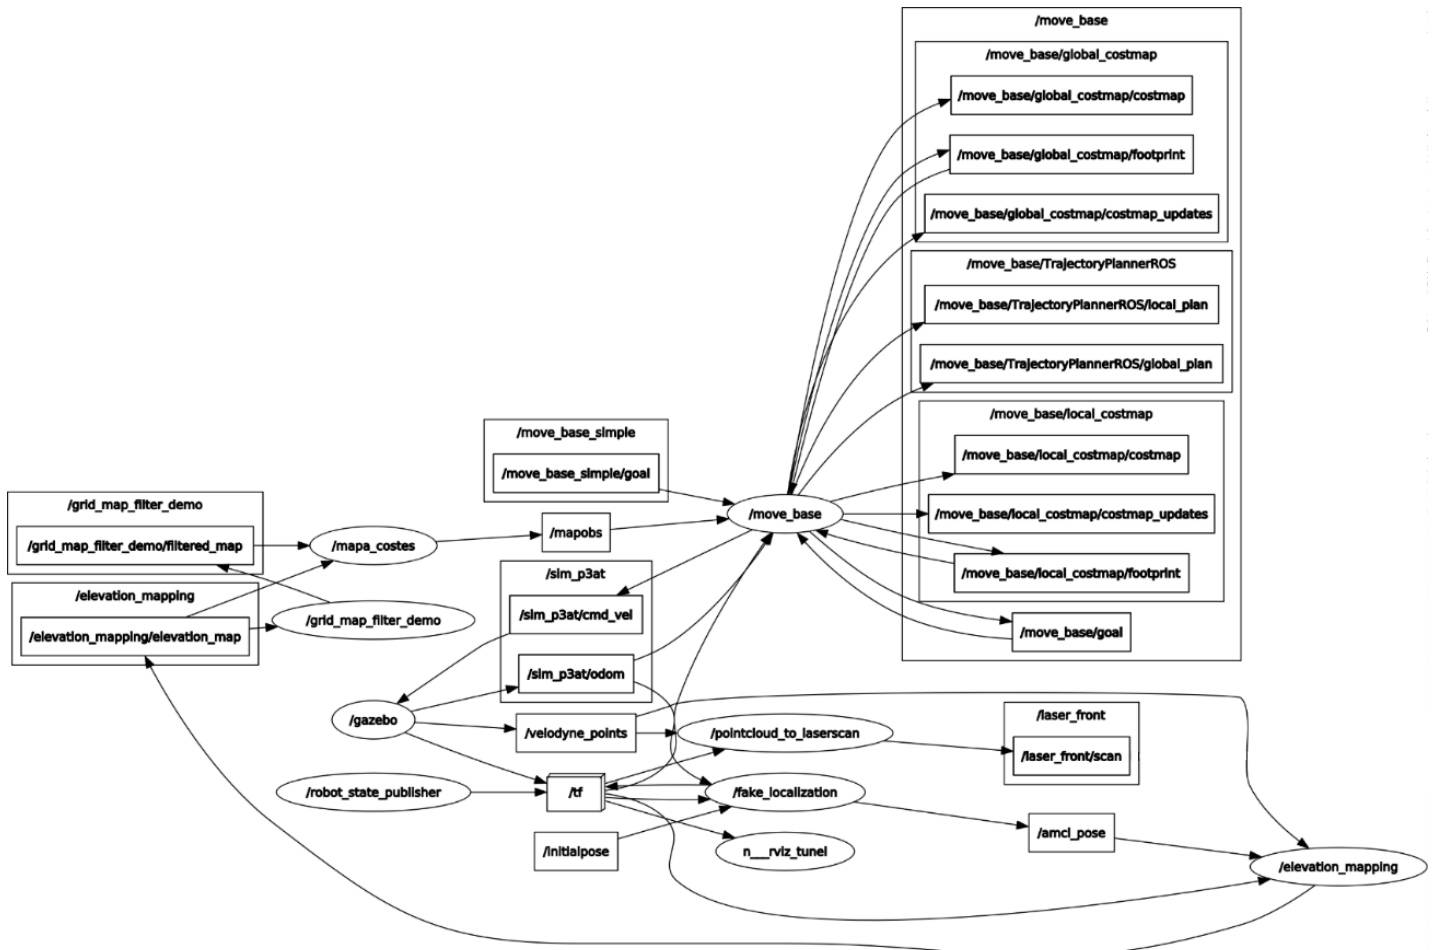 /move_base
/move_base/global_costmap
/move_base/global_costmap/costmap
/move_base/global_costmap/footprint
/move_base/global_costmap/costmap_updates
/move_base/TrajectoryPlannerROS
/move_base/TrajectoryPlannerROS/local_plan
/move_base/TrajectoryPlannerROS/global_plan
/move_base/local_costmap
/move_base/local_costmap/costmap
/move_base/local_costmap/costmap_updates
/move_base/local_costmap/footprint
/move_base/goal
/move_base_simple
/move_base_simple/goal
/move_base
/grid_map_filter_demo
/grid_map_filter_demo/filtered_map
/mapa_costes
/mapobs
/elevation_mapping
/elevation_mapping/elevation_map
/grid_map_filter_demo
/sim_p3at
/sim_p3at/cmd_vel
/sim_p3at/odom
/gazebo
/velodyne_points
/pointcloud_to_laserscan
/laser_front
/laser_front/scan
/robot_state_publisher
/tf
/fake_localization
/initialpose
n___rviz_tunel
/amcl_pose
/elevation_mapping